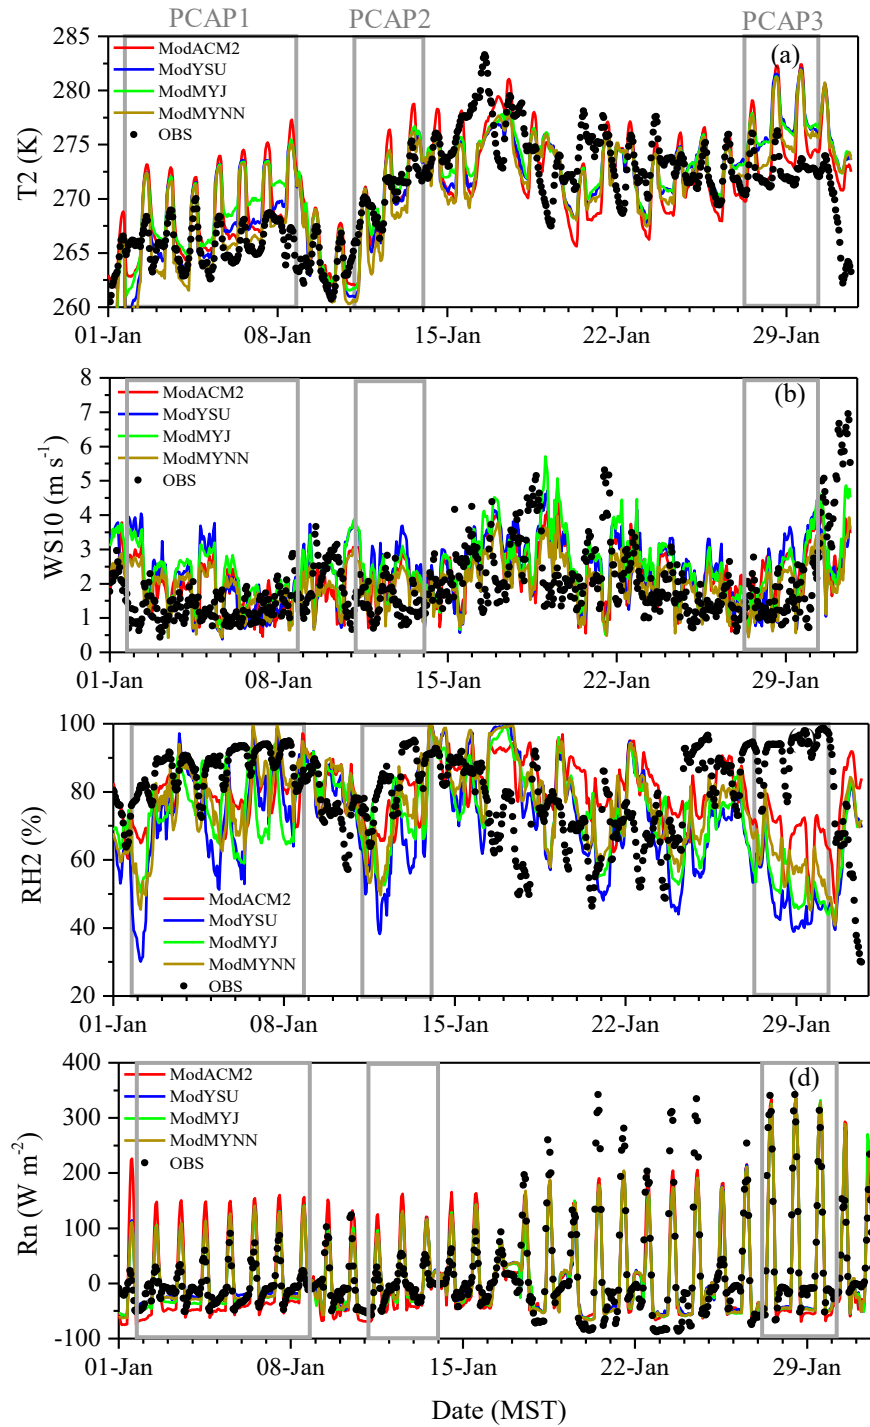 PCAP1 PCAP2 PCAP3
285
280
275
270
265
260
T2 (K)
ModACM2
ModYSU
ModMYJ
ModMYNN
OBS
(a)
01-Jan 08-Jan 15-Jan 22-Jan 29-Jan
8
7
6
5
4
3
2
1
0
WS10 (m s-1)
ModACM2
ModYSU
ModMYJ
ModMYNN
OBS
(b)
01-Jan 08-Jan 15-Jan 22-Jan 29-Jan
100
80
60
40
20
RH2 (%)
ModACM2
ModYSU
ModMYJ
ModMYNN
OBS
01-Jan 08-Jan 15-Jan 22-Jan 29-Jan
400
300
200
100
0
-100
Rn (W m-2)
ModACM2
ModYSU
ModMYJ
ModMYNN
OBS
(d)
01-Jan 08-Jan 15-Jan 22-Jan 29-Jan
Date (MST)